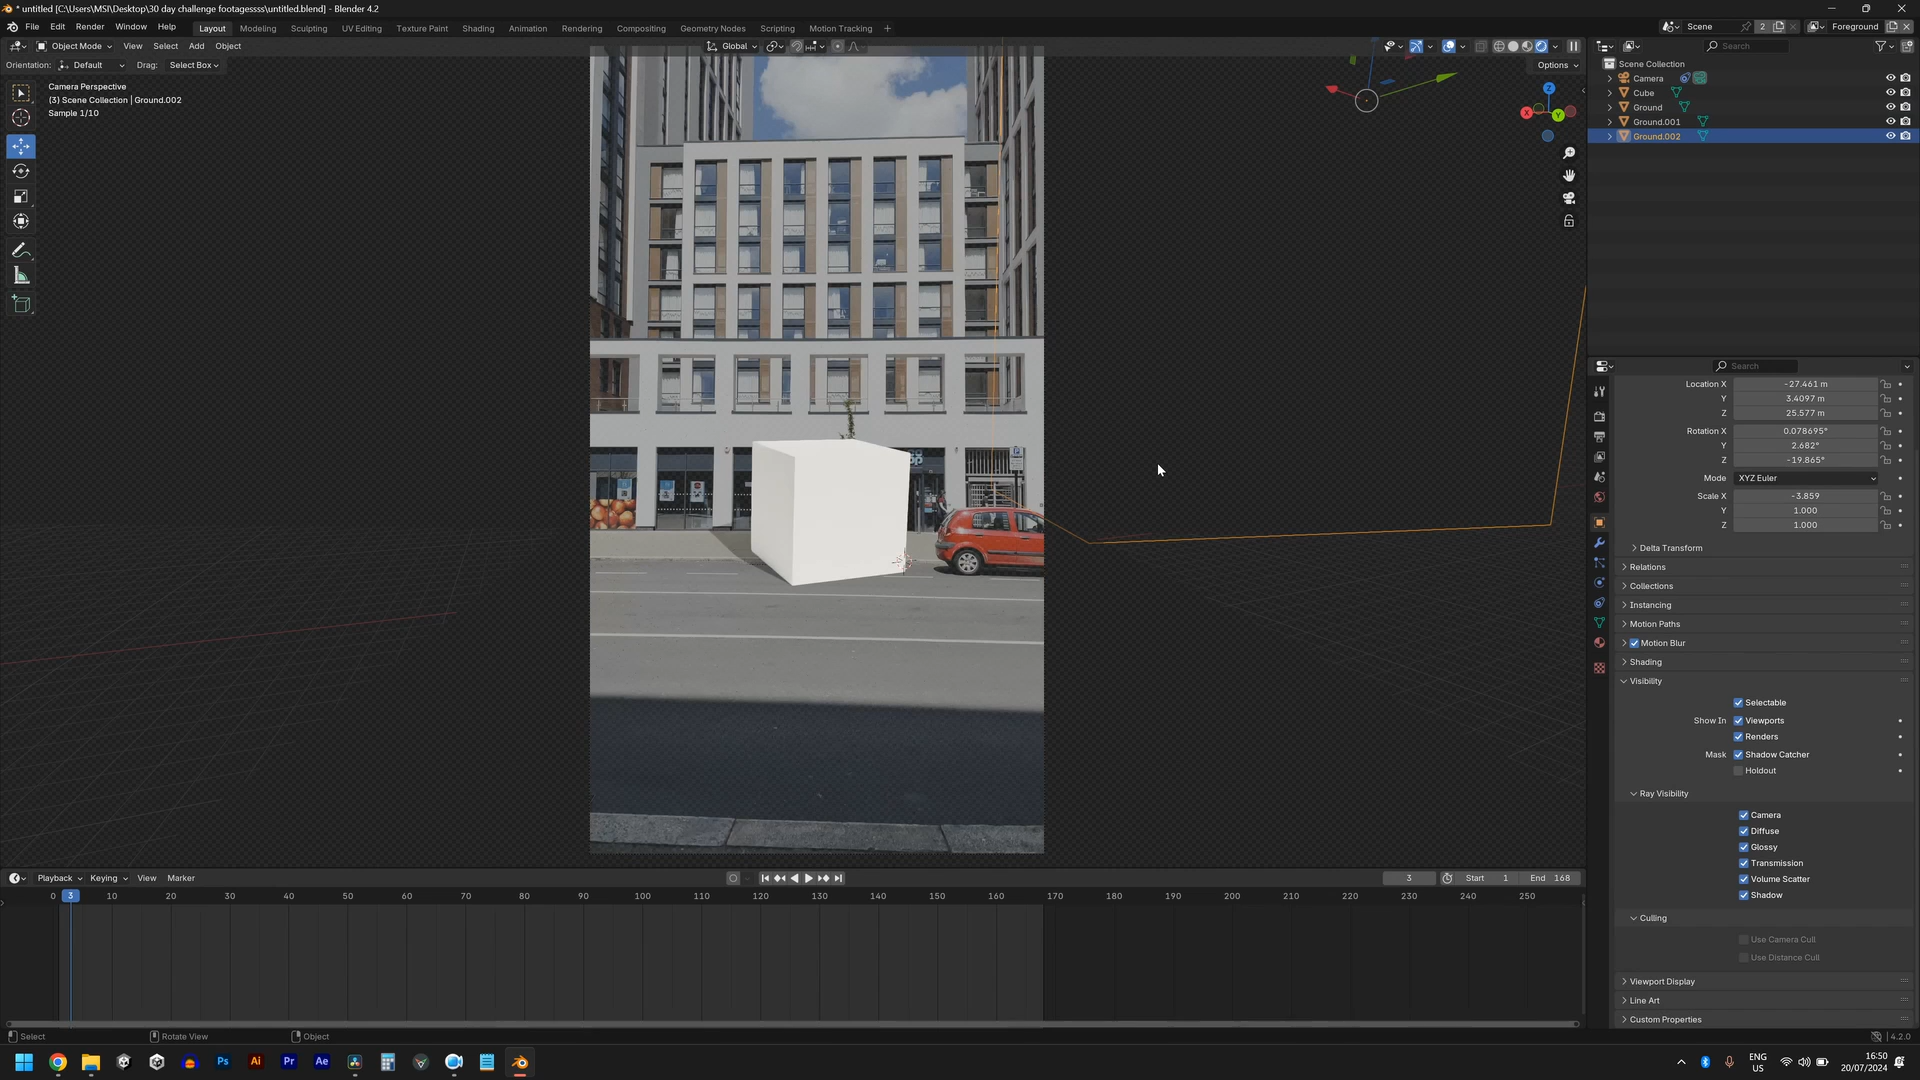 * untitled [C:\Users\MSI\Desktop\30 day challenge footagessss\untitled.blend] - Blender 4.2
File Edit Render Window Help Layout Modeling Sculpting UV Editing Texture Paint Shading Animation Rendering Compositing Geometry Nodes Scripting Motion Tracking + Scene 2 Foreground
Object Mode View Select Add Object Global Search
Orientation: Default Drag: Select Box Options
Camera Perspective
(3) Scene Collection | Ground.002
Sample 1/10
Scene Collection
Camera
Cube
Ground
Ground.001
Ground.002
Z
X
Y
Search
Location X -27.461 m
Y 3.4097 m
Z 25.577 m
Rotation X 0.078695°
Y 2.682°
Z -19.865°
Mode XYZ Euler
Scale X -3.859
Y 1.000
Z 1.000
Delta Transform
Relations
Collections
Instancing
Motion Paths
Motion Blur
Shading
Visibility
Selectable
Show In Viewports
Renders
Mask Shadow Catcher
Holdout
Ray Visibility
Camera
Diffuse
Glossy
Transmission
Volume Scatter
Shadow
Culling
Use Camera Cull
Use Distance Cull
Viewport Display
Line Art
Custom Properties
Playback Keying View Marker 3 Start 1 End 168
0 3 10 20 30 40 50 60 70 80 90 100 110 120 130 140 150 160 170 180 190 200 210 220 230 240 250
Select Rotate View Object 4.2.0
Ps Ai Pr Ae
ENG
US
16:50
20/07/2024